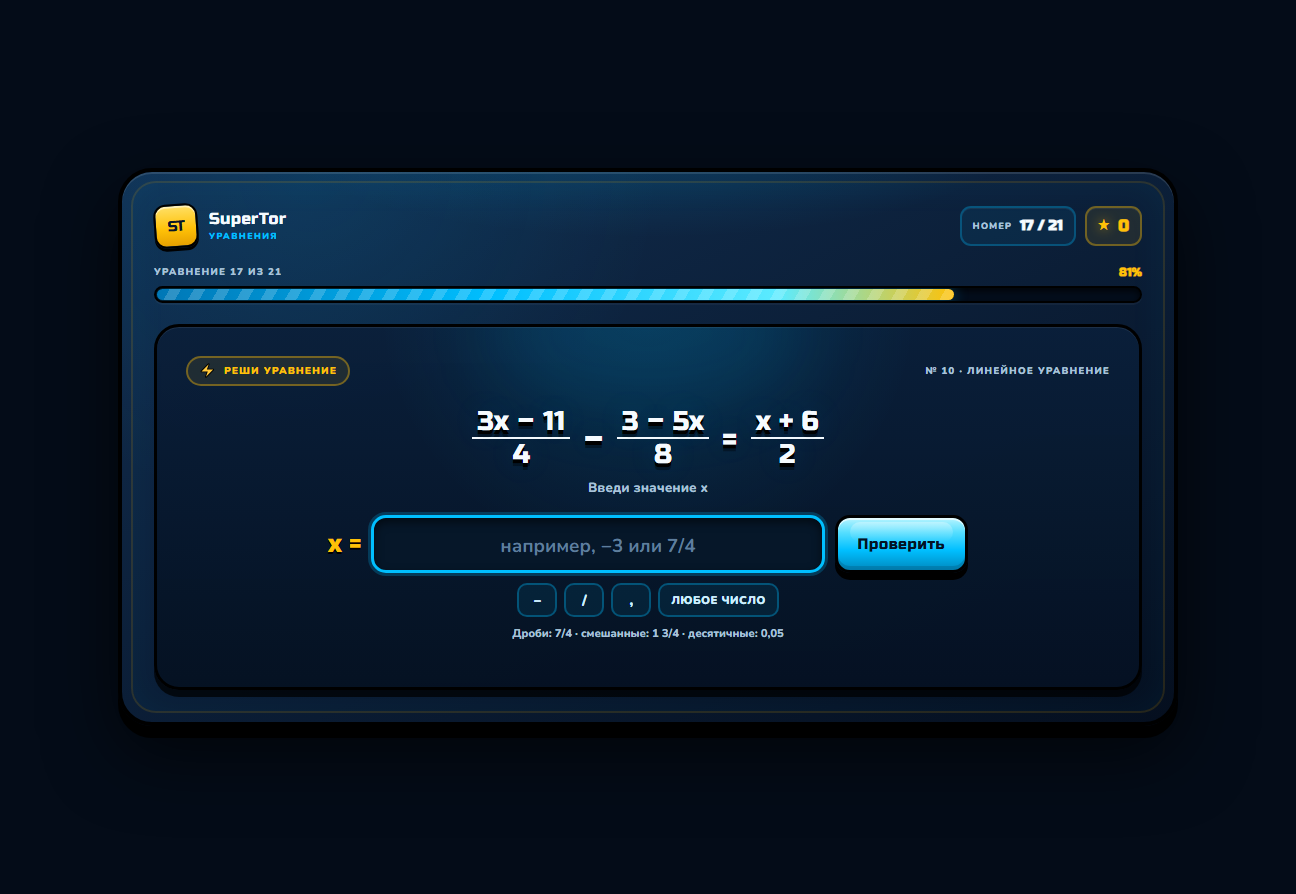 ST
SuperTor
УРАВНЕНИЯ
НОМЕР 17 / 21
★ 0
УРАВНЕНИЕ 17 ИЗ 21
81%
РЕШИ УРАВНЕНИЕ
№ 10 · ЛИНЕЙНОЕ УРАВНЕНИЕ
3x − 11 3 − 5x x + 6
− =
4 8 2
Введи значение x
x =
например, −3 или 7/4
Проверить
− / , ЛЮБОЕ ЧИСЛО
Дроби: 7/4 · смешанные: 1 3/4 · десятичные: 0,05